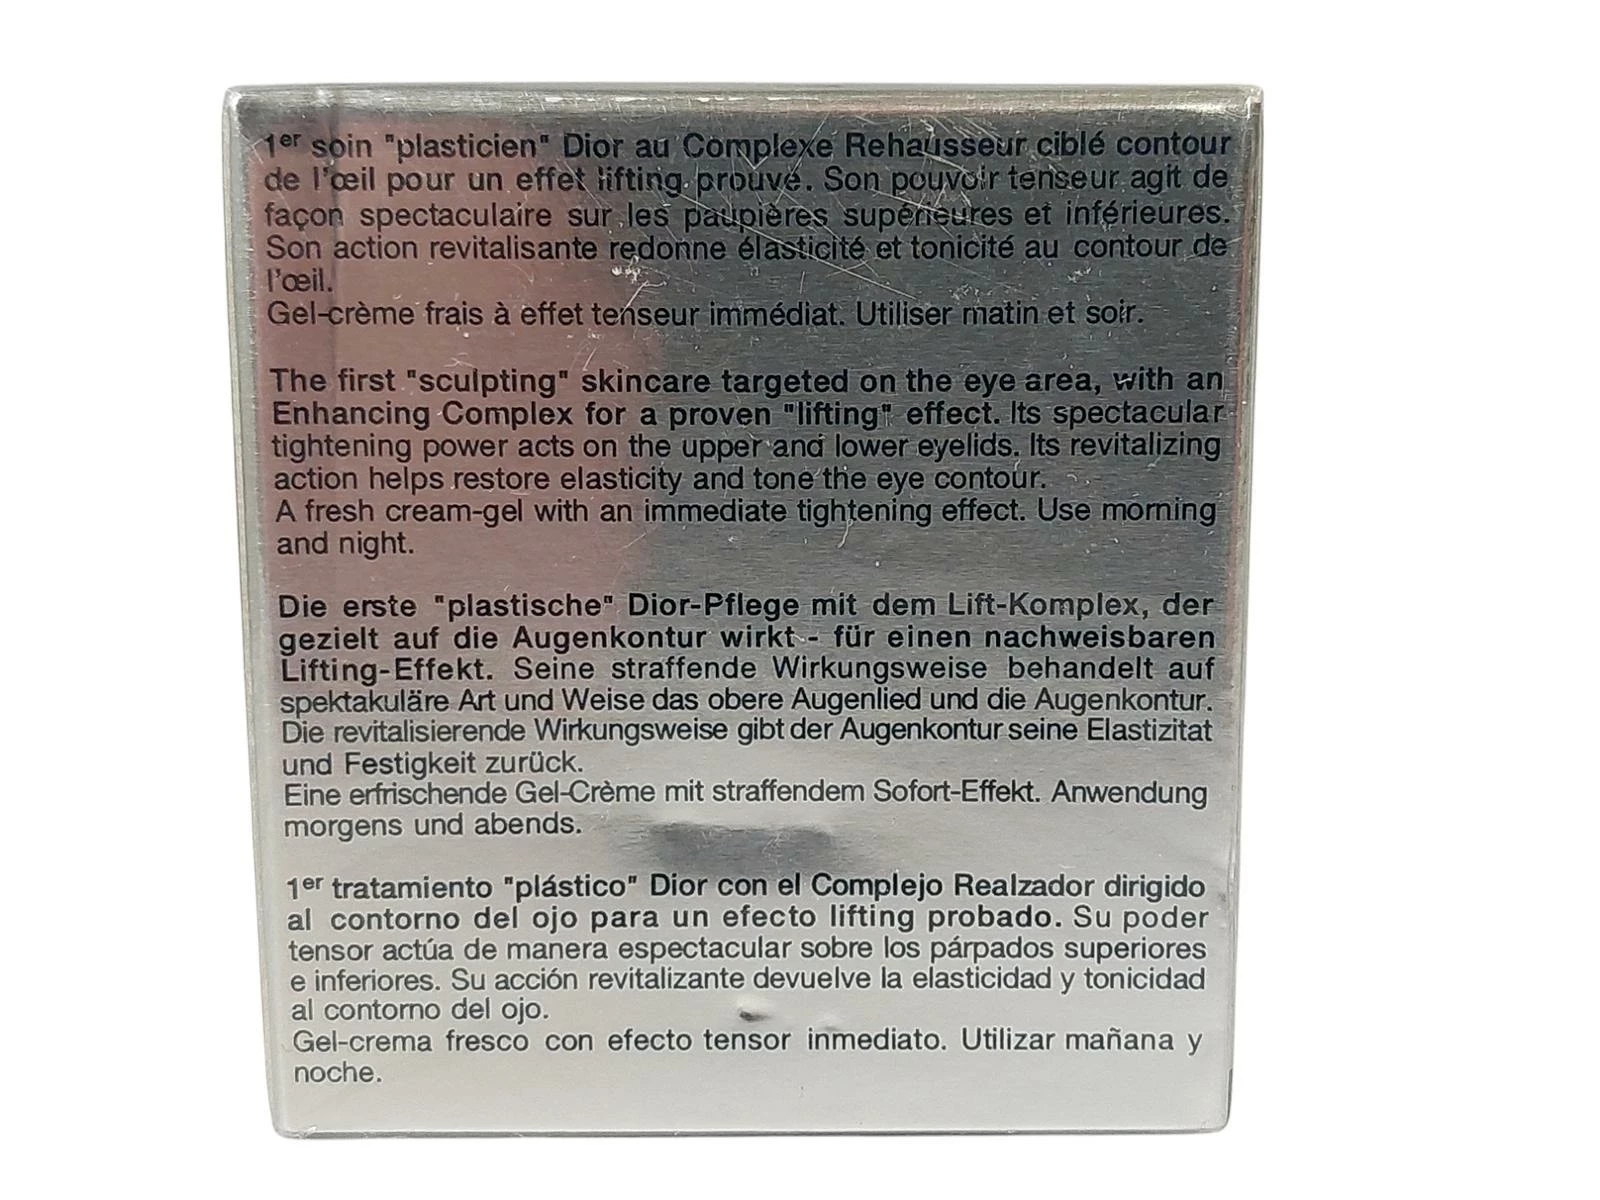 1er soin "plasticien" Dior au Complexe Rehausseur ciblé contour
de l'œil pour un effet lifting prouvé. Son pouvoir tenseur agit de
façon spectaculaire sur les paupières supérieures et inférieures.
Son action revitalisante redonne élasticité et tonicité au contour de
l'œil.
Gel-crème frais à effet tenseur immédiat. Utiliser matin et soir.
The first "sculpting" skincare targeted on the eye area, with an
Enhancing Complex for a proven "lifting" effect. Its spectacular
tightening power acts on the upper and lower eyelids. Its revitalizing
action helps restore elasticity and tone the eye contour.
A fresh cream-gel with an immediate tightening effect. Use morning
and night.
Die erste "plastische" Dior-Pflege mit dem Lift-Komplex, der
gezielt auf die Augenkontur wirkt - für einen nachweisbaren
Lifting-Effekt. Seine straffende Wirkungsweise behandelt auf
spektakuläre Art und Weise das obere Augenlied und die Augenkontur.
Die revitalisierende Wirkungsweise gibt der Augenkontur seine Elastizitat
und Festigkeit zurück.
Eine erfrischende Gel-Crème mit straffendem Sofort-Effekt. Anwendung
morgens und abends.
1er tratamiento "plástico" Dior con el Complejo Realzador dirigido
al contorno del ojo para un efecto lifting probado. Su poder
tensor actúa de manera espectacular sobre los párpados superiores
e inferiores. Su acción revitalizante devuelve la elasticidad y tonicidad
al contorno del ojo.
Gel-crema fresco con efecto tensor inmediato. Utilizar mañana y
noche.